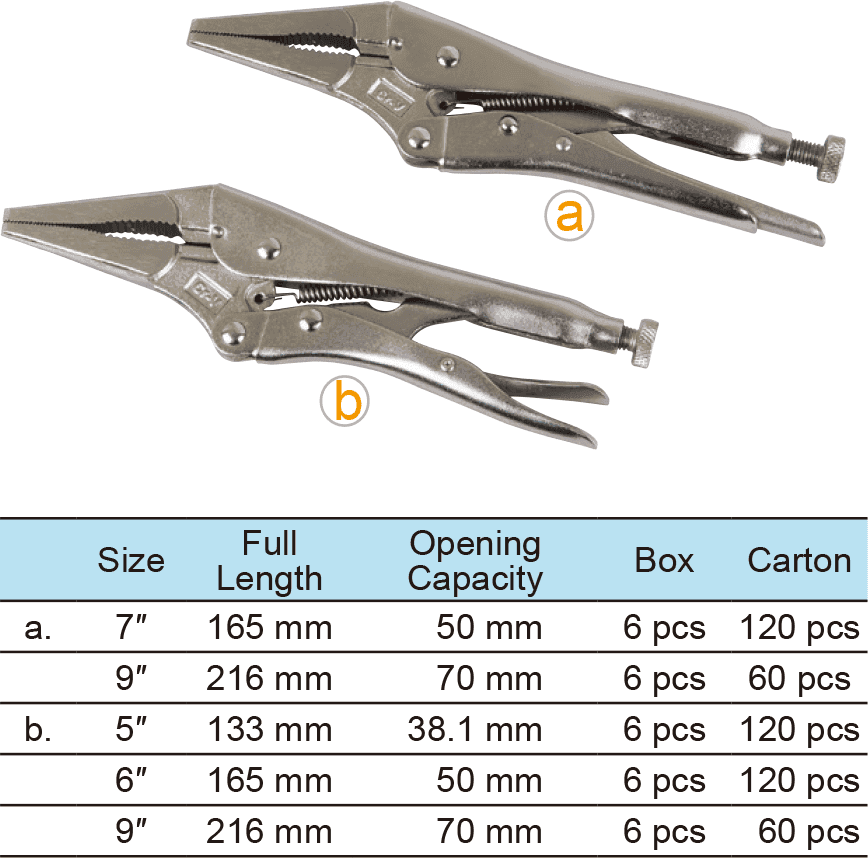 Cr-V
a
Cr-V
b
Size Full Length Opening Capacity Box Carton
a. 7″ 165 mm 50 mm 6 pcs 120 pcs
9″ 216 mm 70 mm 6 pcs 60 pcs
b. 5″ 133 mm 38.1 mm 6 pcs 120 pcs
6″ 165 mm 50 mm 6 pcs 120 pcs
9″ 216 mm 70 mm 6 pcs 60 pcs